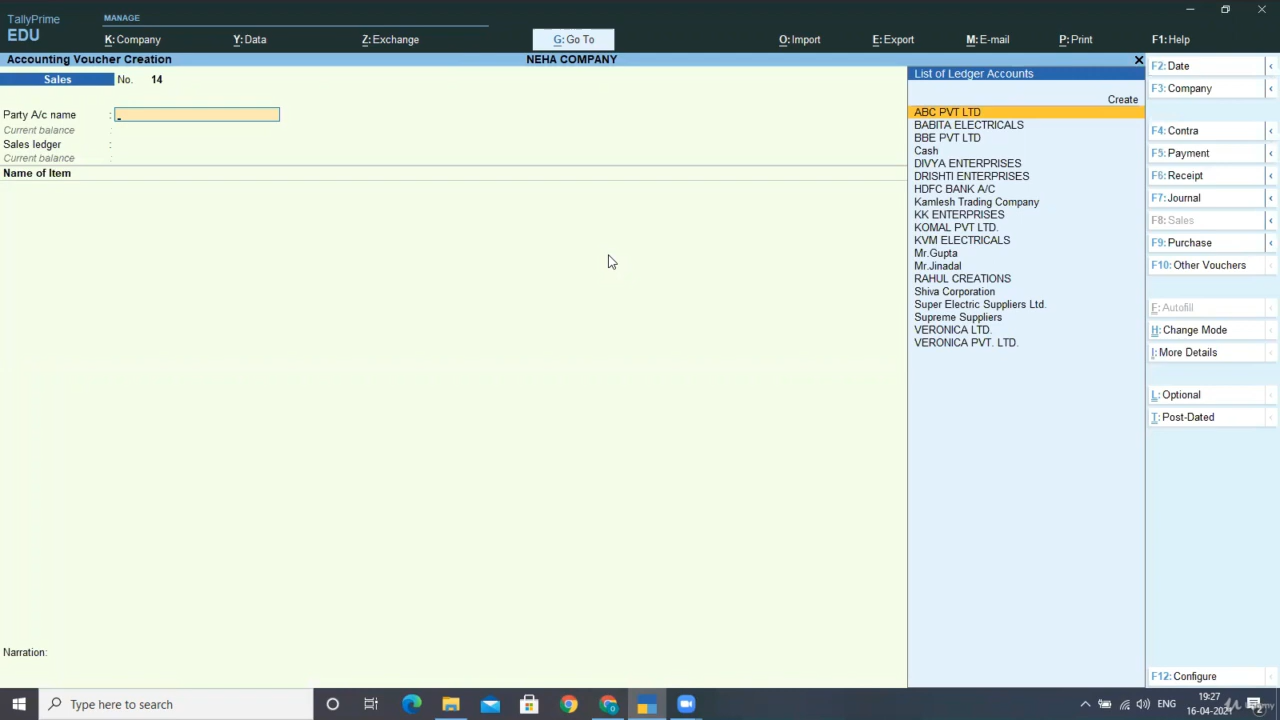 TallyPrime
EDU
MANAGE
K: Company
Y: Data
Z: Exchange
G: Go To
O: Import
E: Export
M: E-mail
P: Print
F1: Help
Accounting Voucher Creation
NEHA COMPANY
Sales
No. 14
Party A/c name :
Current balance :
Sales ledger :
Current balance :
Name of Item
Narration:
List of Ledger Accounts
Create
ABC PVT LTD
BABITA ELECTRICALS
BBE PVT LTD
Cash
DIVYA ENTERPRISES
DRISHTI ENTERPRISES
HDFC BANK A/C
Kamlesh Trading Company
KK ENTERPRISES
KOMAL PVT LTD.
KVM ELECTRICALS
Mr.Gupta
Mr.Jinadal
RAHUL CREATIONS
Shiva Corporation
Super Electric Suppliers Ltd.
Supreme Suppliers
VERONICA LTD.
VERONICA PVT. LTD.
F2: Date
F3: Company
F4: Contra
F5: Payment
F6: Receipt
F7: Journal
F8: Sales
F9: Purchase
F10: Other Vouchers
F: Autofill
H: Change Mode
I: More Details
L: Optional
T: Post-Dated
F12: Configure
Type here to search
ENG
19:27
16-04-2021